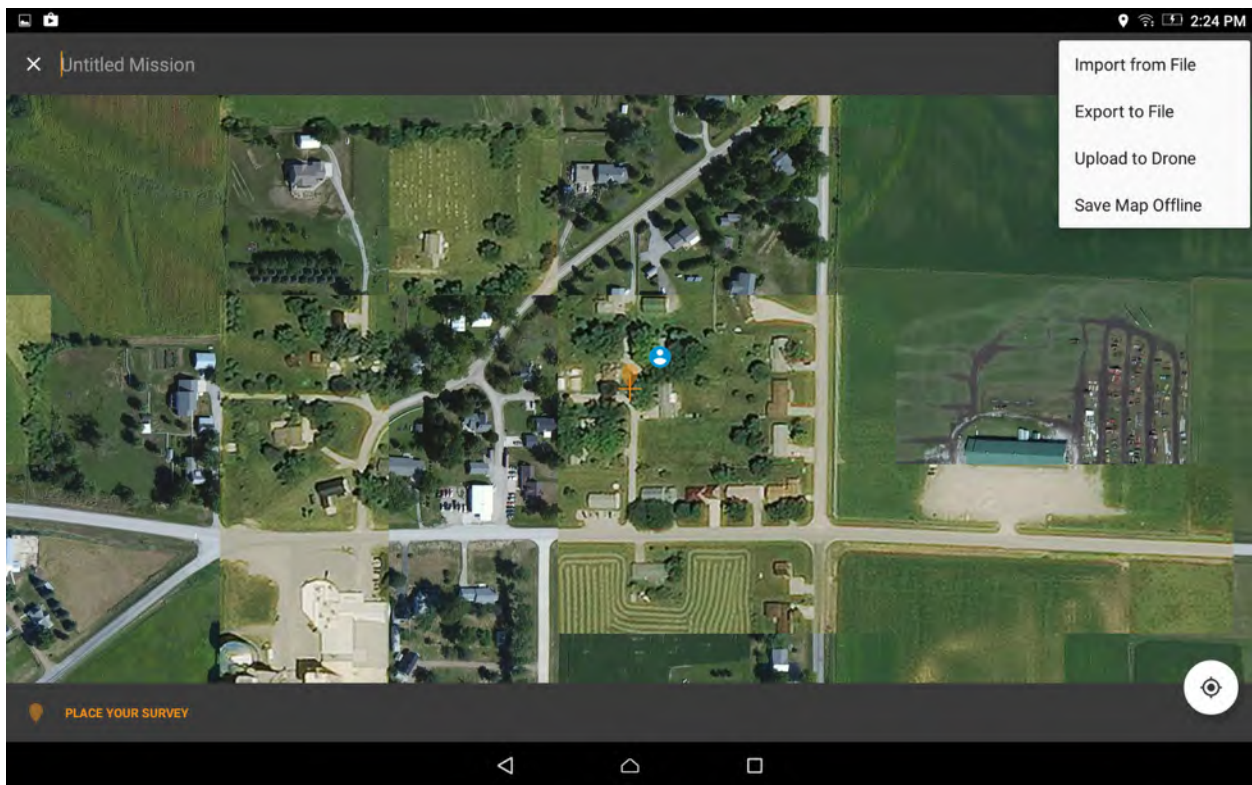 2:24 PM
Untitled Mission
Import from File
Export to File
Upload to Drone
Save Map Offline
PLACE YOUR SURVEY